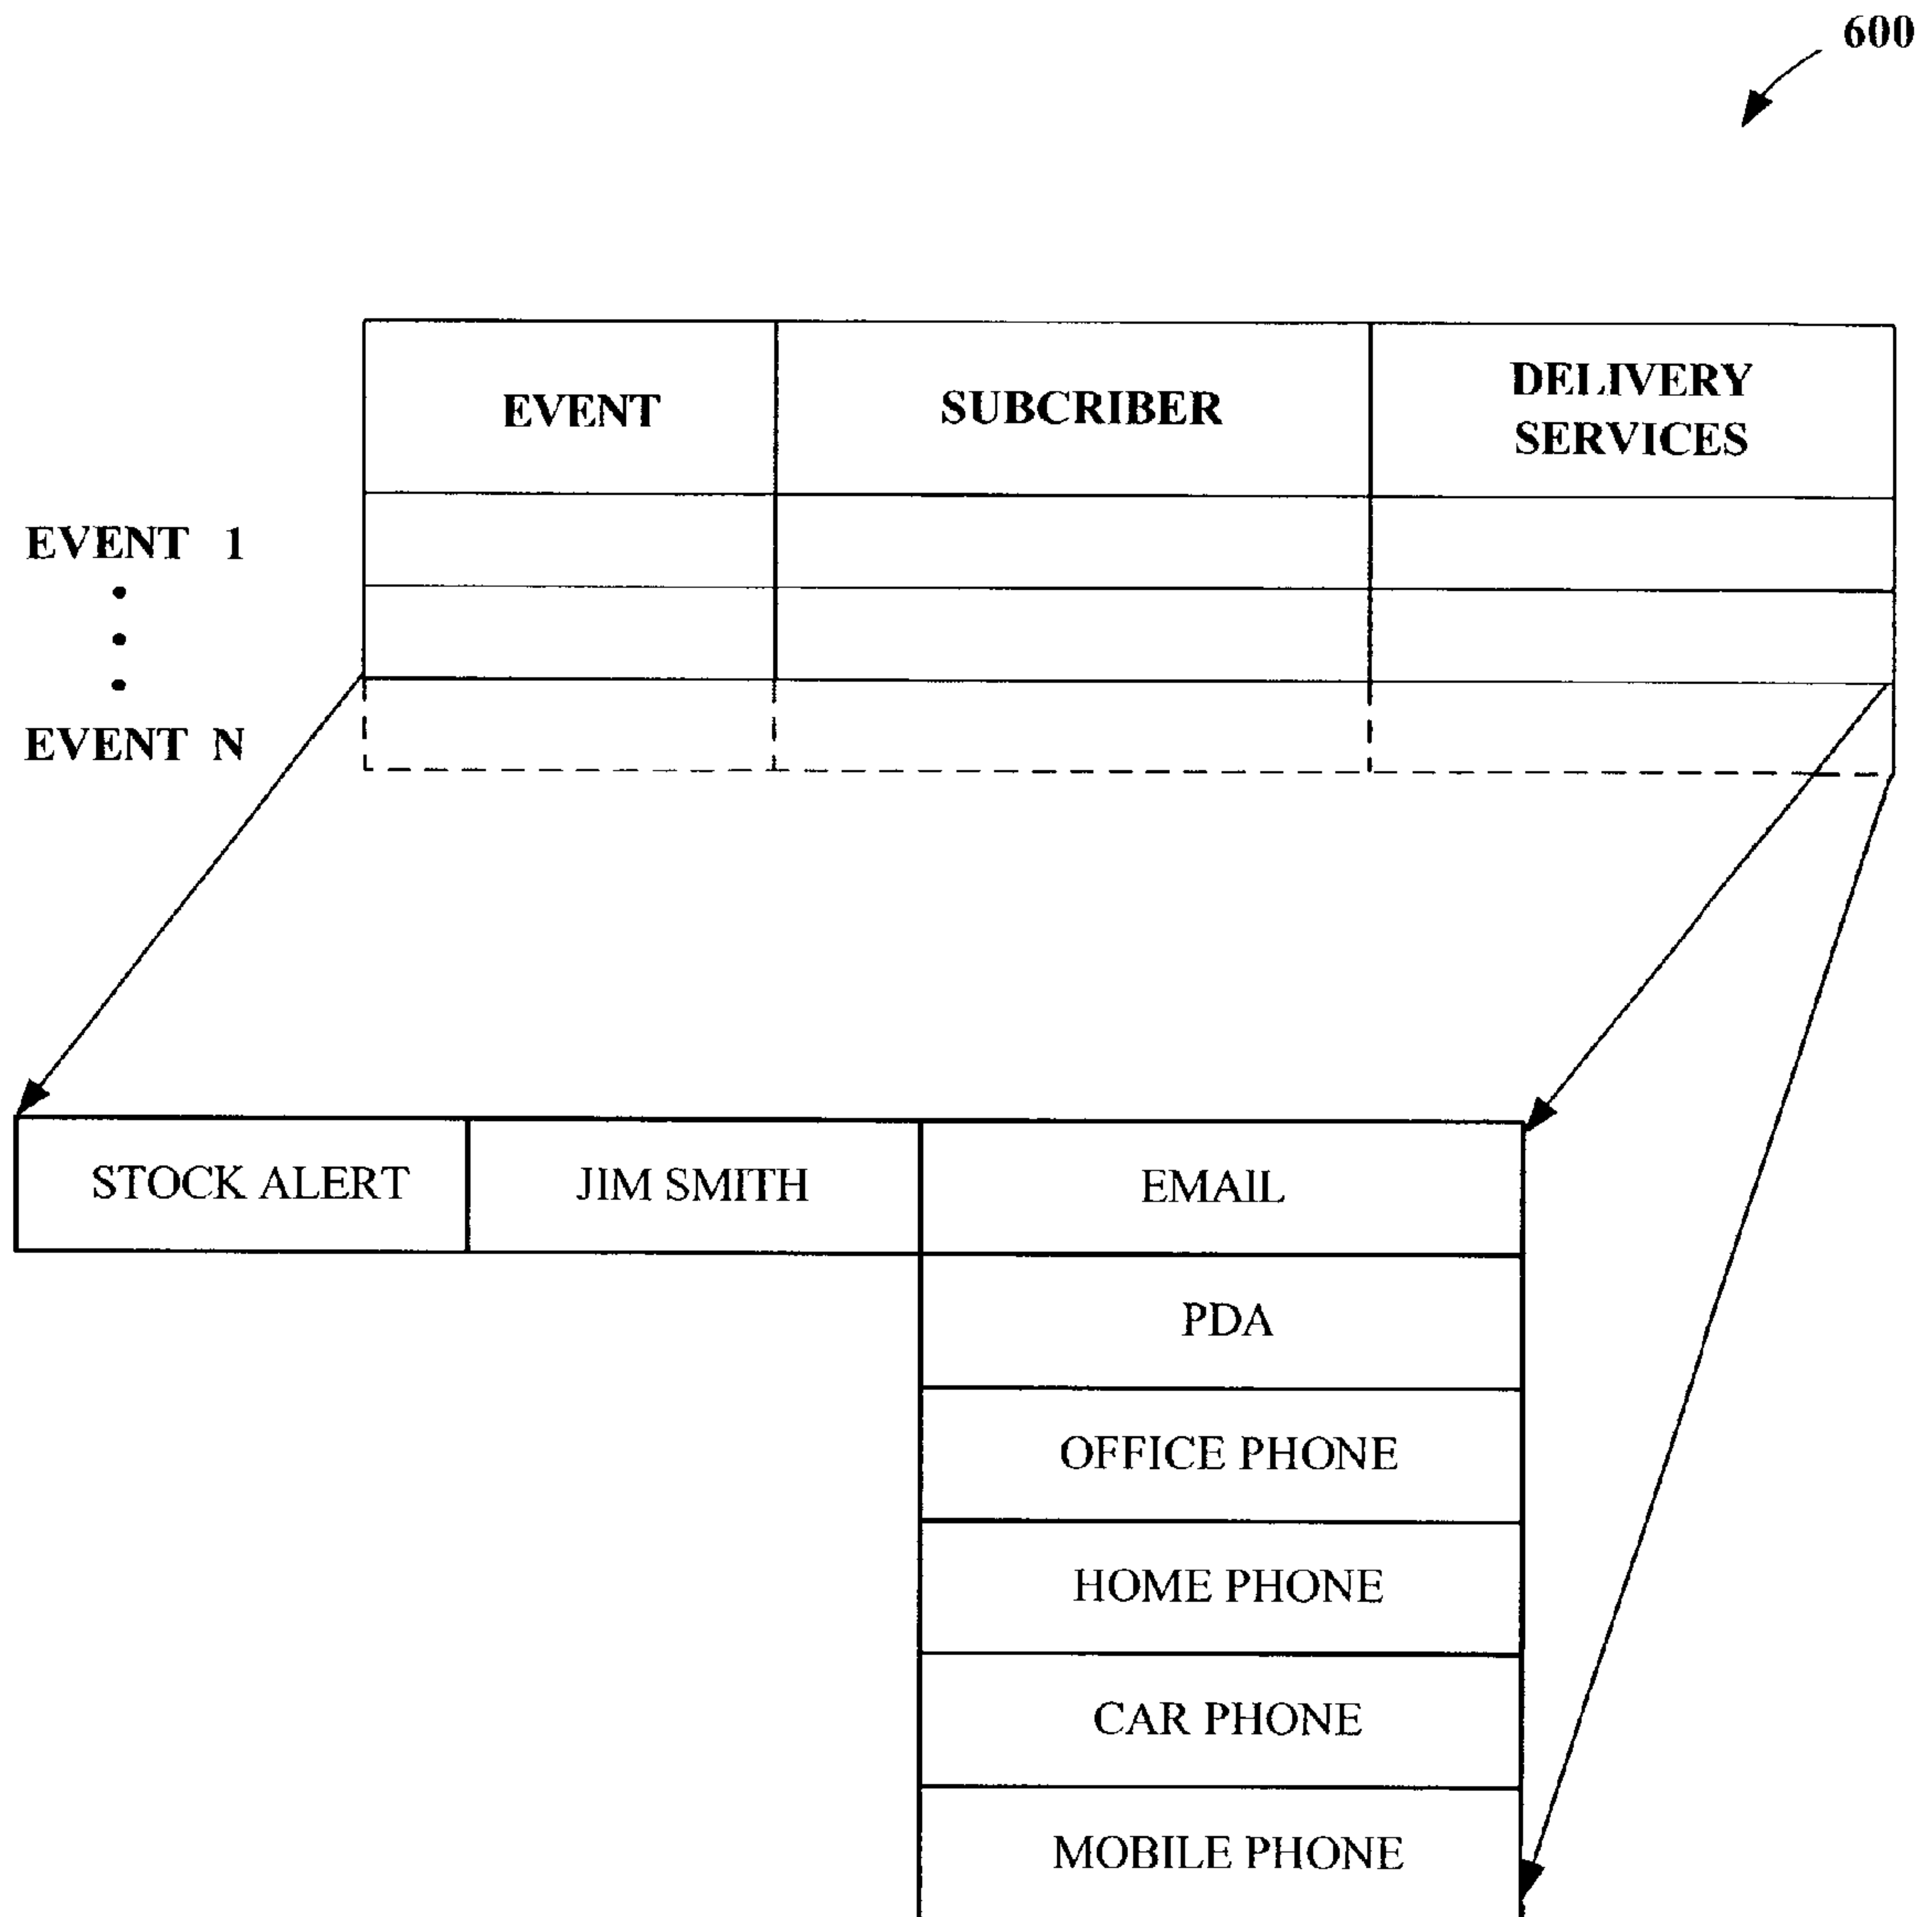 600
EVENT SUBCRIBER DELIVERY
SERVICES
EVENT 1
EVENT N
STOCK ALERT JIM SMITH EMAIL
PDA
OFFICE PHONE
HOME PHONE
CAR PHONE
MOBILE PHONE